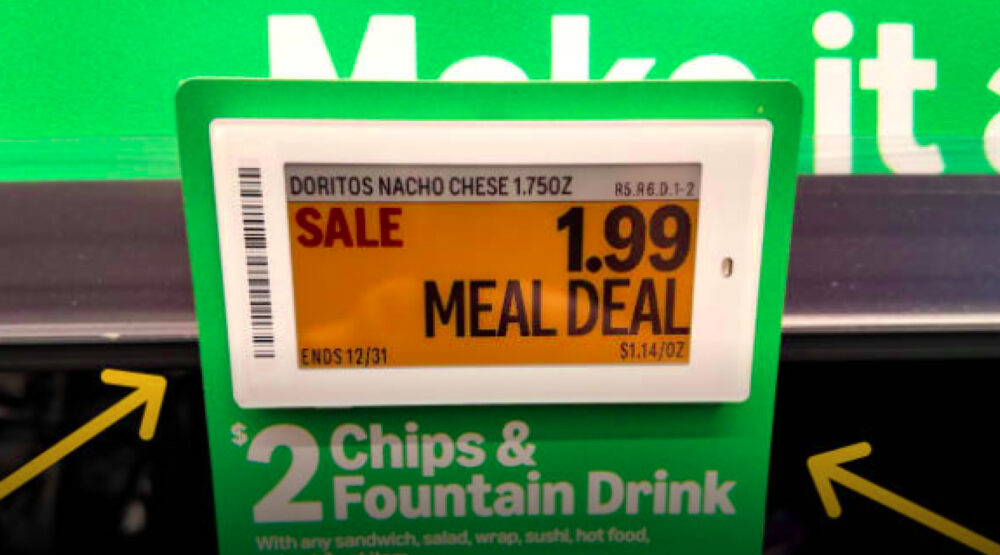 Make it a
DORITOS NACHO CHESE 1.75OZ R5.R6.D.1-2
SALE 1.99
MEAL DEAL
ENDS 12/31 $1.14/OZ
$2 Chips &
Fountain Drink
With any sandwich, salad, wrap, sushi, hot food,